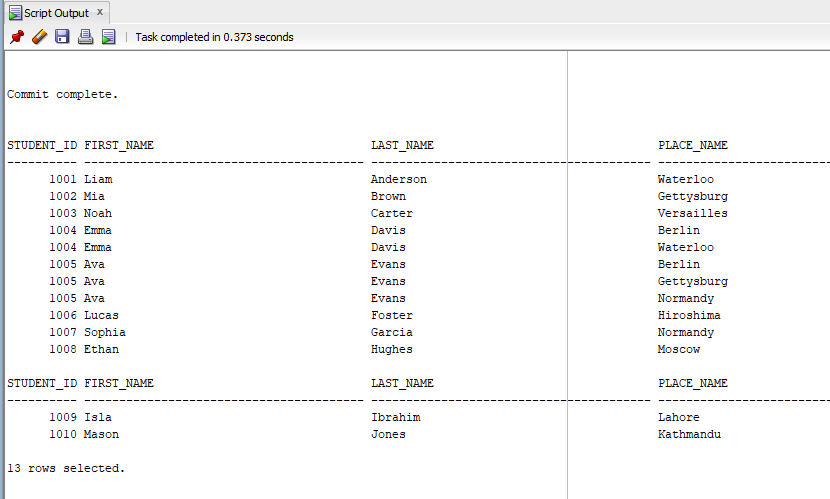 Script Output x
Task completed in 0.373 seconds
Commit complete.
STUDENT_ID FIRST_NAME LAST_NAME PLACE_NAME
---------- ---------------------------------------- ---------------------------------------- -------------------------
1001 Liam Anderson Waterloo
1002 Mia Brown Gettysburg
1003 Noah Carter Versailles
1004 Emma Davis Berlin
1004 Emma Davis Waterloo
1005 Ava Evans Berlin
1005 Ava Evans Gettysburg
1005 Ava Evans Normandy
1006 Lucas Foster Hiroshima
1007 Sophia Garcia Normandy
1008 Ethan Hughes Moscow
STUDENT_ID FIRST_NAME LAST_NAME PLACE_NAME
---------- ---------------------------------------- ---------------------------------------- -------------------------
1009 Isla Ibrahim Lahore
1010 Mason Jones Kathmandu
13 rows selected.